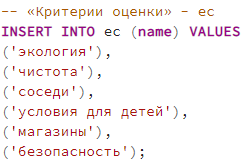 -- «Критерии оценки» - ec
INSERT INTO ec (name) VALUES
('экология'),
('чистота'),
('соседи'),
('условия для детей'),
('магазины'),
('безопасность');